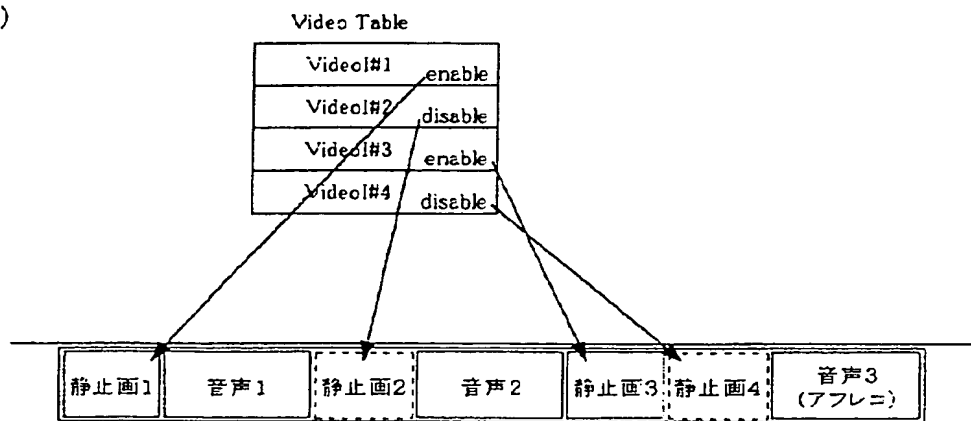 )
Video Table
VideoI#1 enable
VideoI#2 disable
VideoI#3 enable
VideoI#4 disable
静止画1 音声1 静止画2 音声2 静止画3 静止画4 音声3
(アフレコ)